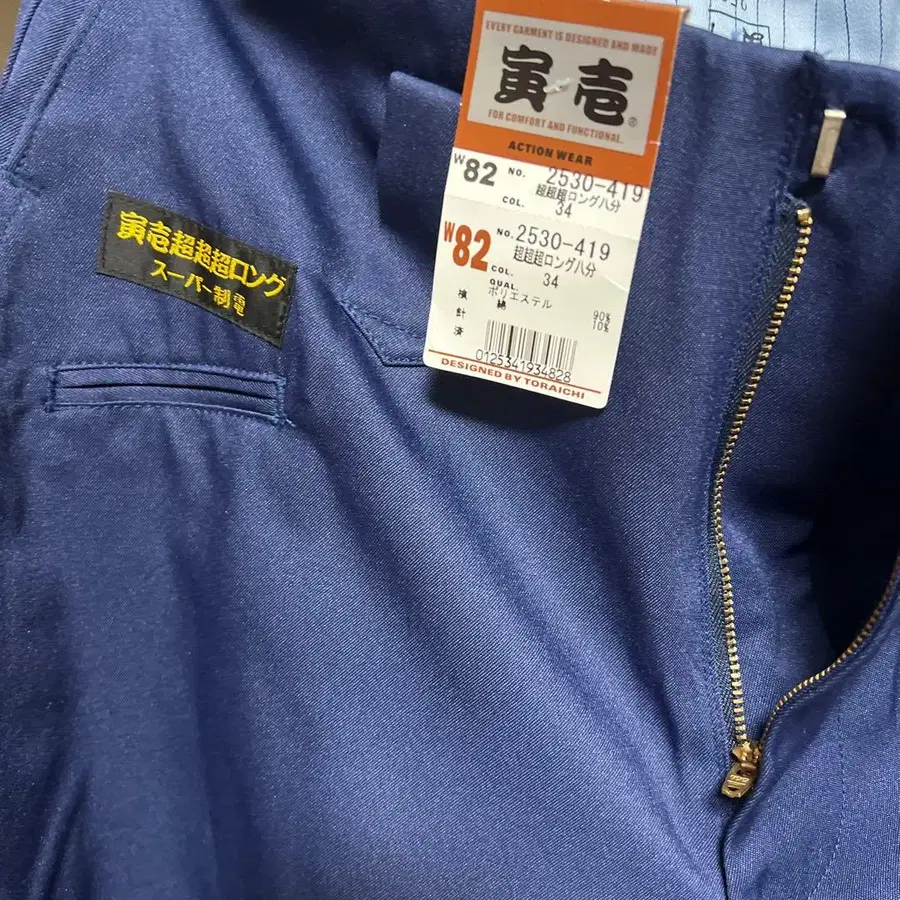 EVERY GARMENT IS DESIGNED AND MADE
寅壱®
FOR COMFORT AND FUNCTIONAL.
ACTION WEAR
W82 NO. 2530-419
超超超ロング八分
COL. 34
W82 NO. 2530-419
超超超ロング八分
COL. 34
QUAL.
ポリエステル 90%
綿 10%
検針済
0125341934828
DESIGNED BY TORAICHI
寅壱超超超ロング
スーパー制電